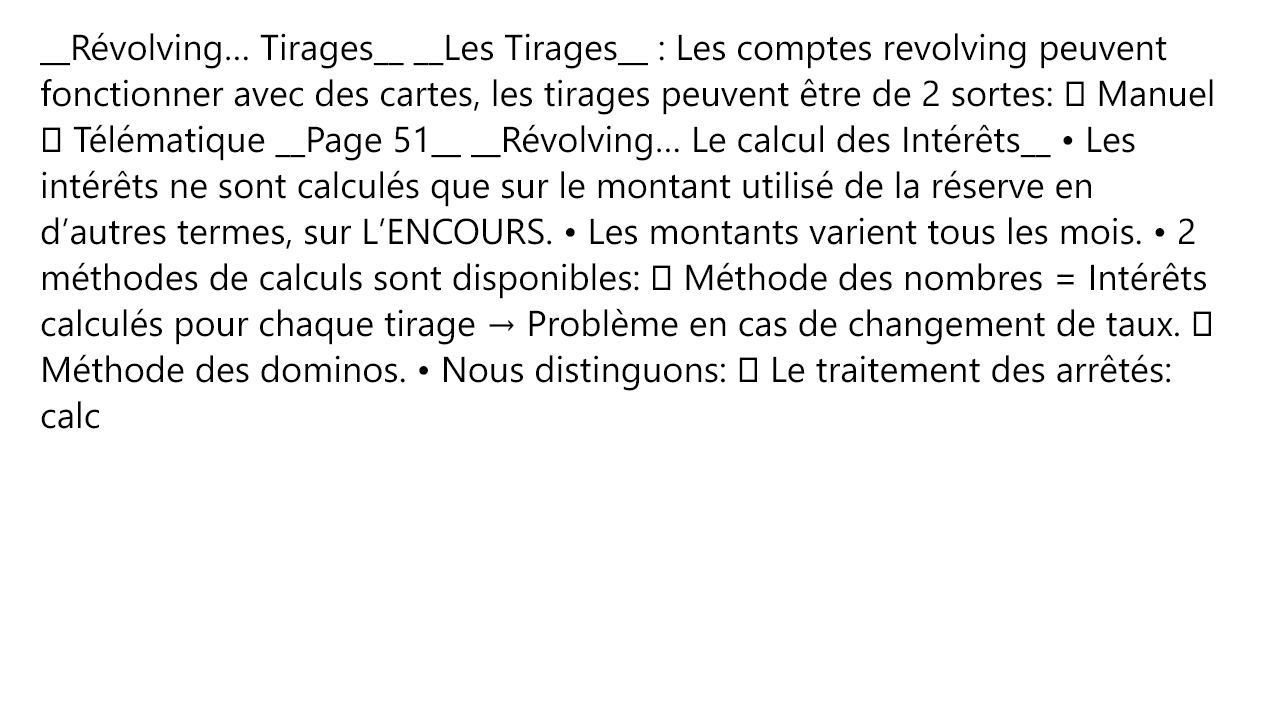 __Révolving... Tirages__ __Les Tirages__ : Les comptes revolving peuvent
fonctionner avec des cartes, les tirages peuvent être de 2 sortes: ▯ Manuel
▯ Télématique __Page 51__ __Révolving... Le calcul des Intérêts__ • Les
intérêts ne sont calculés que sur le montant utilisé de la réserve en
d’autres termes, sur L’ENCOURS. • Les montants varient tous les mois. • 2
méthodes de calculs sont disponibles: ▯ Méthode des nombres = Intérêts
calculés pour chaque tirage → Problème en cas de changement de taux. ▯
Méthode des dominos. • Nous distinguons: ▯ Le traitement des arrêtés:
calc